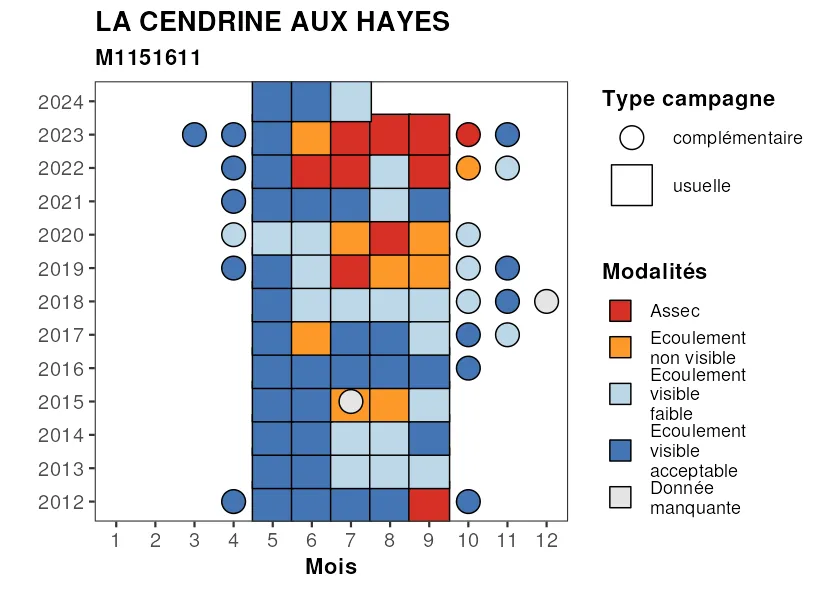 LA CENDRINE AUX HAYES
M1151611
2024
2023
2022
2021
2020
2019
2018
2017
2016
2015
2014
2013
2012
1 2 3 4 5 6 7 8 9 10 11 12
Mois
Type campagne
complémentaire
usuelle
Modalités
Assec
Ecoulement
non visible
Ecoulement
visible
faible
Ecoulement
visible
acceptable
Donnée
manquante